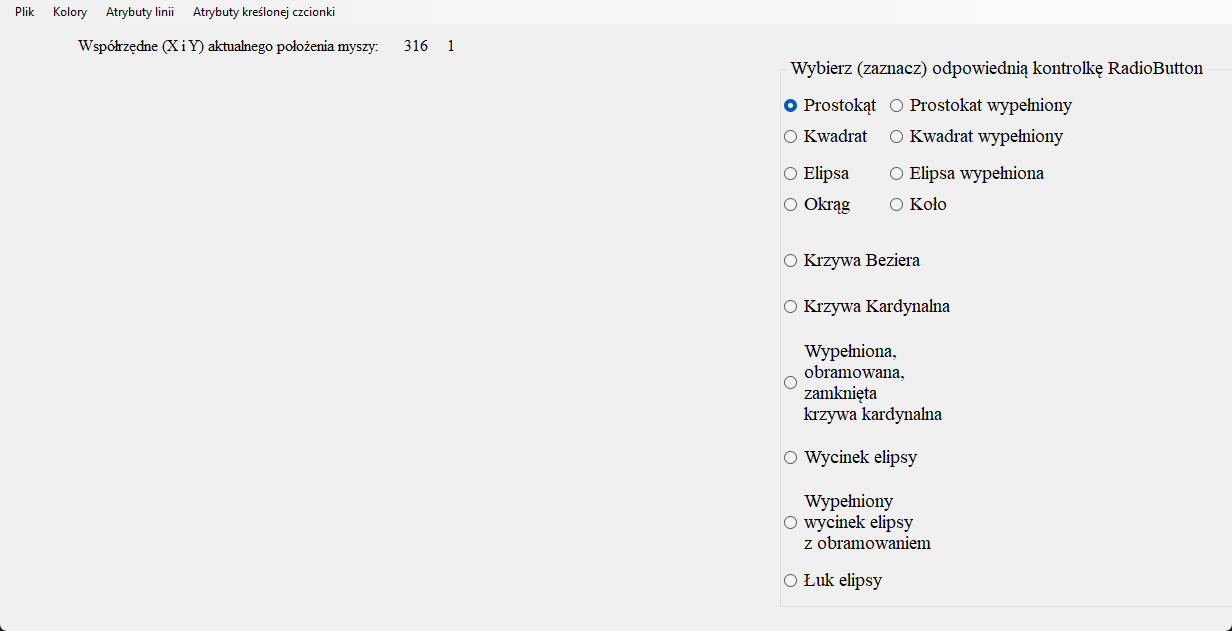 Plik Kolory Atrybuty linii Atrybuty kreślonej czcionki
Współrzędne (X i Y) aktualnego położenia myszy: 316 1
Wybierz (zaznacz) odpowiednią kontrolkę RadioButton
Prostokąt Prostokat wypełniony
Kwadrat Kwadrat wypełniony
Elipsa Elipsa wypełniona
Okrąg Koło
Krzywa Beziera
Krzywa Kardynalna
Wypełniona,
obramowana,
zamknięta
krzywa kardynalna
Wycinek elipsy
Wypełniony
wycinek elipsy
z obramowaniem
Łuk elipsy